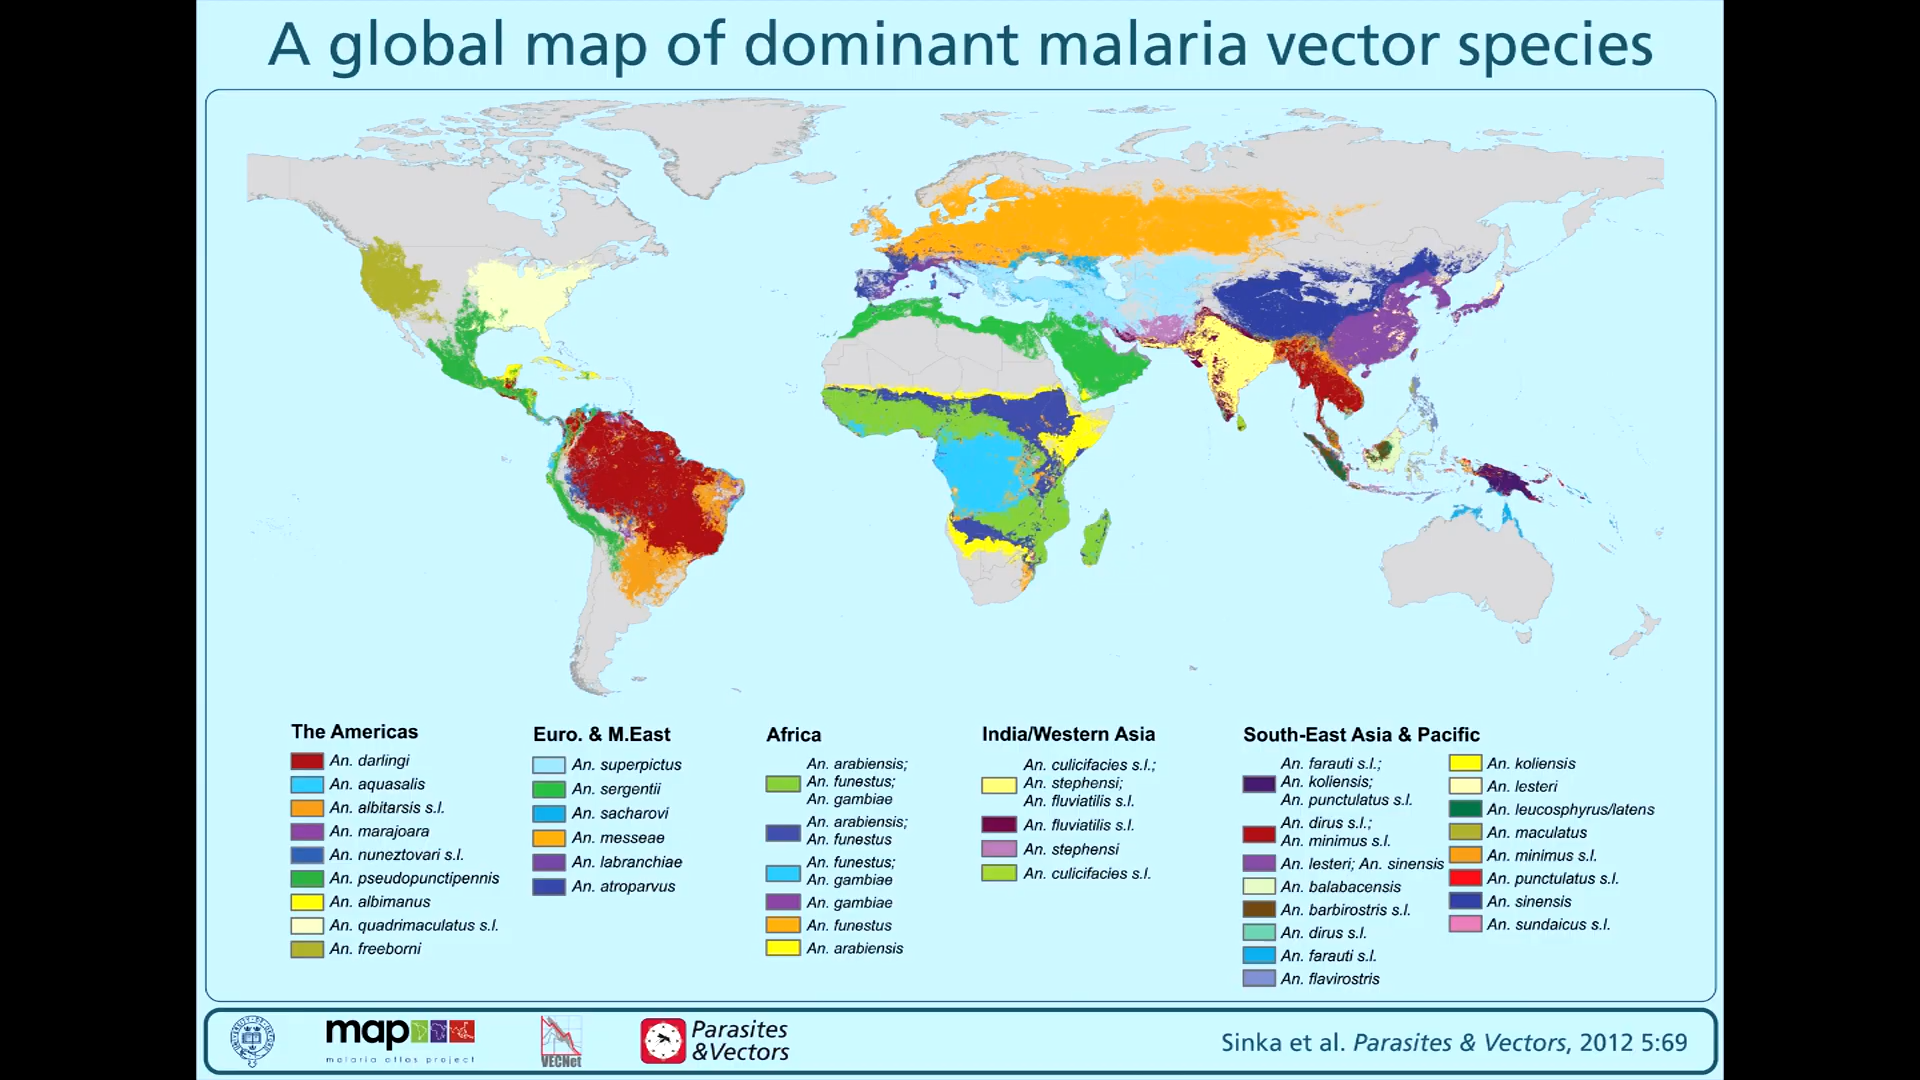 A global map of dominant malaria vector species
The Americas
An. darlingi
An. aquasalis
An. albitarsis s.l.
An. marajoara
An. nuneztovari s.l.
An. pseudopunctipennis
An. albimanus
An. quadrimaculatus s.l.
An. freeborni
Euro. & M.East
An. superpictus
An. sergentii
An. sacharovi
An. messeae
An. labranchiae
An. atroparvus
Africa
An. arabiensis;
An. funestus;
An. gambiae
An. arabiensis;
An. funestus
An. funestus;
An. gambiae
An. gambiae
An. funestus
An. arabiensis
India/Western Asia
An. culicifacies s.l.;
An. stephensi;
An. fluviatilis s.l.
An. fluviatilis s.l.
An. stephensi
An. culicifacies s.l.
South-East Asia & Pacific
An. farauti s.l.;
An. koliensis;
An. punctulatus s.l.
An. dirus s.l.;
An. minimus s.l.
An. lesteri; An. sinensis
An. balabacensis
An. barbirostris s.l.
An. dirus s.l.
An. farauti s.l.
An. flavirostris
An. koliensis
An. lesteri
An. leucosphyrus/latens
An. maculatus
An. minimus s.l.
An. punctulatus s.l.
An. sinensis
An. sundaicus s.l.
map
malaria atlas project
VECNet
Parasites
&Vectors
Sinka et al. Parasites & Vectors, 2012 5:69